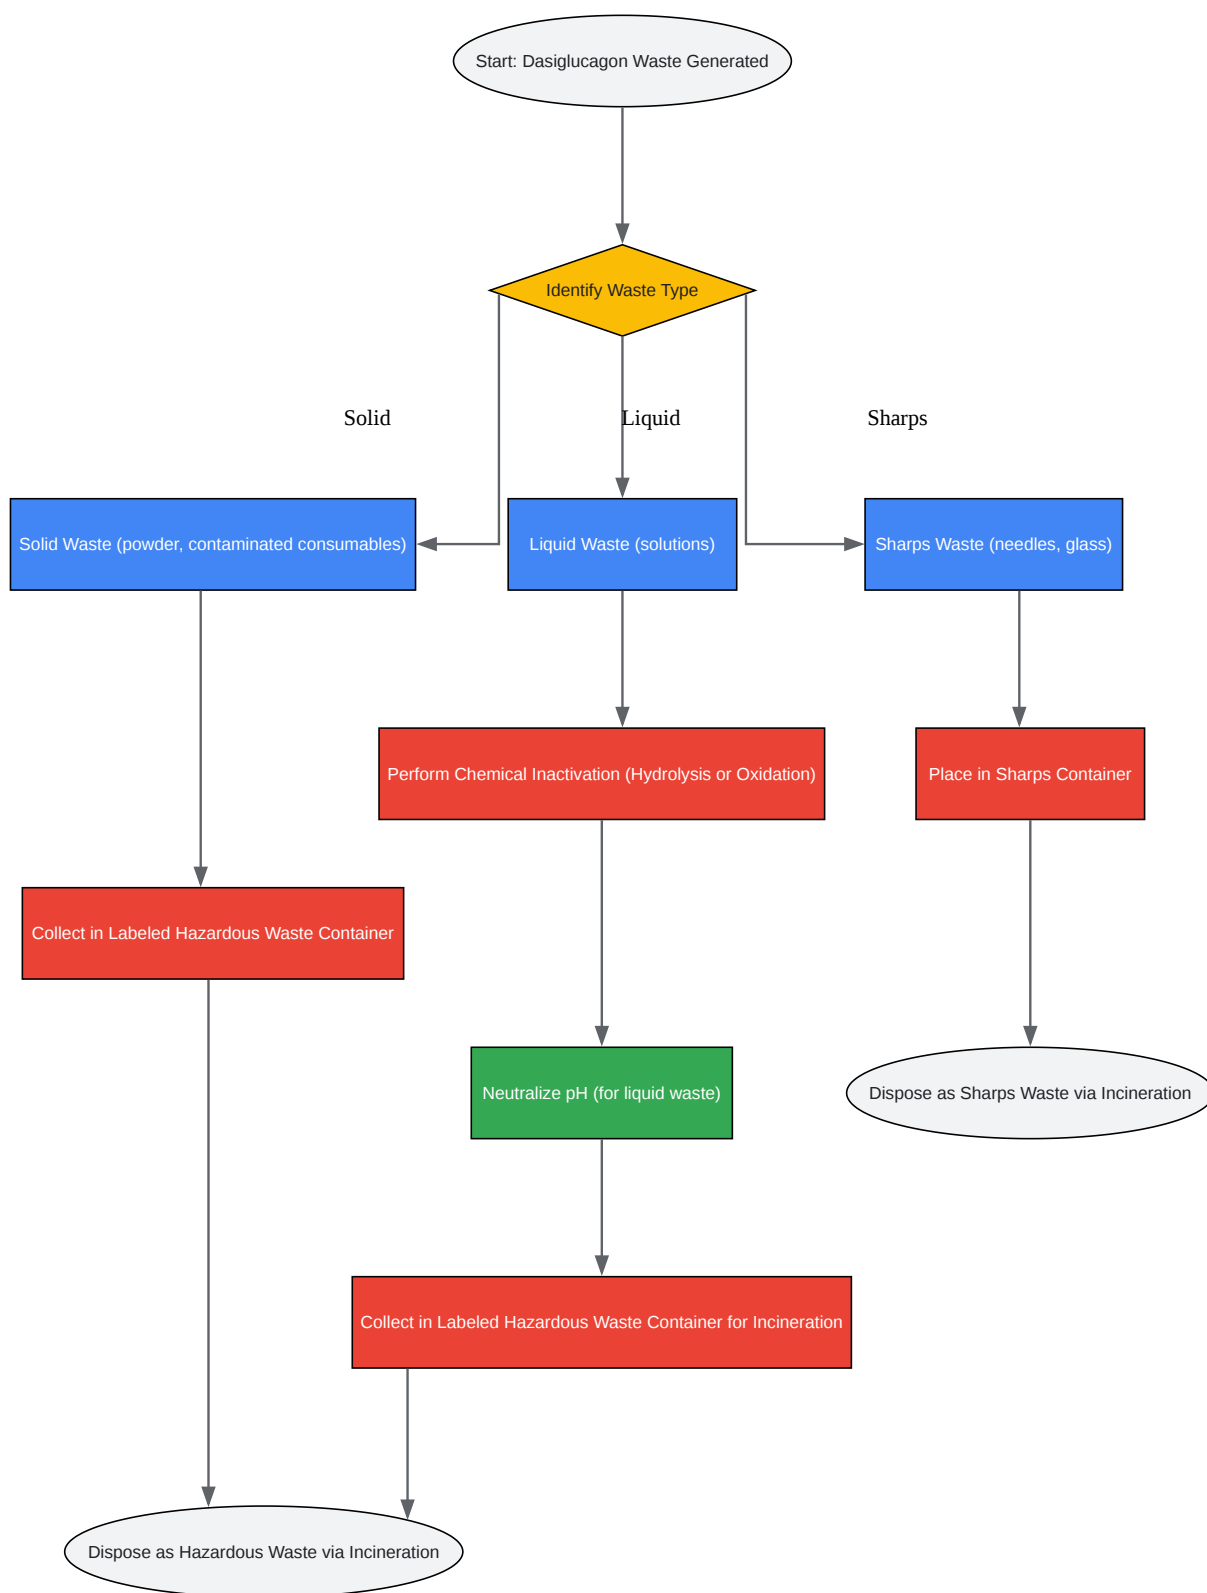 Start: Dasiglucagon Waste Generated
Identify Waste Type
Solid
Liquid
Sharps
Solid Waste (powder, contaminated consumables)
Liquid Waste (solutions)
Sharps Waste (needles, glass)
Perform Chemical Inactivation (Hydrolysis or Oxidation)
Place in Sharps Container
Collect in Labeled Hazardous Waste Container
Neutralize pH (for liquid waste)
Dispose as Sharps Waste via Incineration
Collect in Labeled Hazardous Waste Container for Incineration
Dispose as Hazardous Waste via Incineration